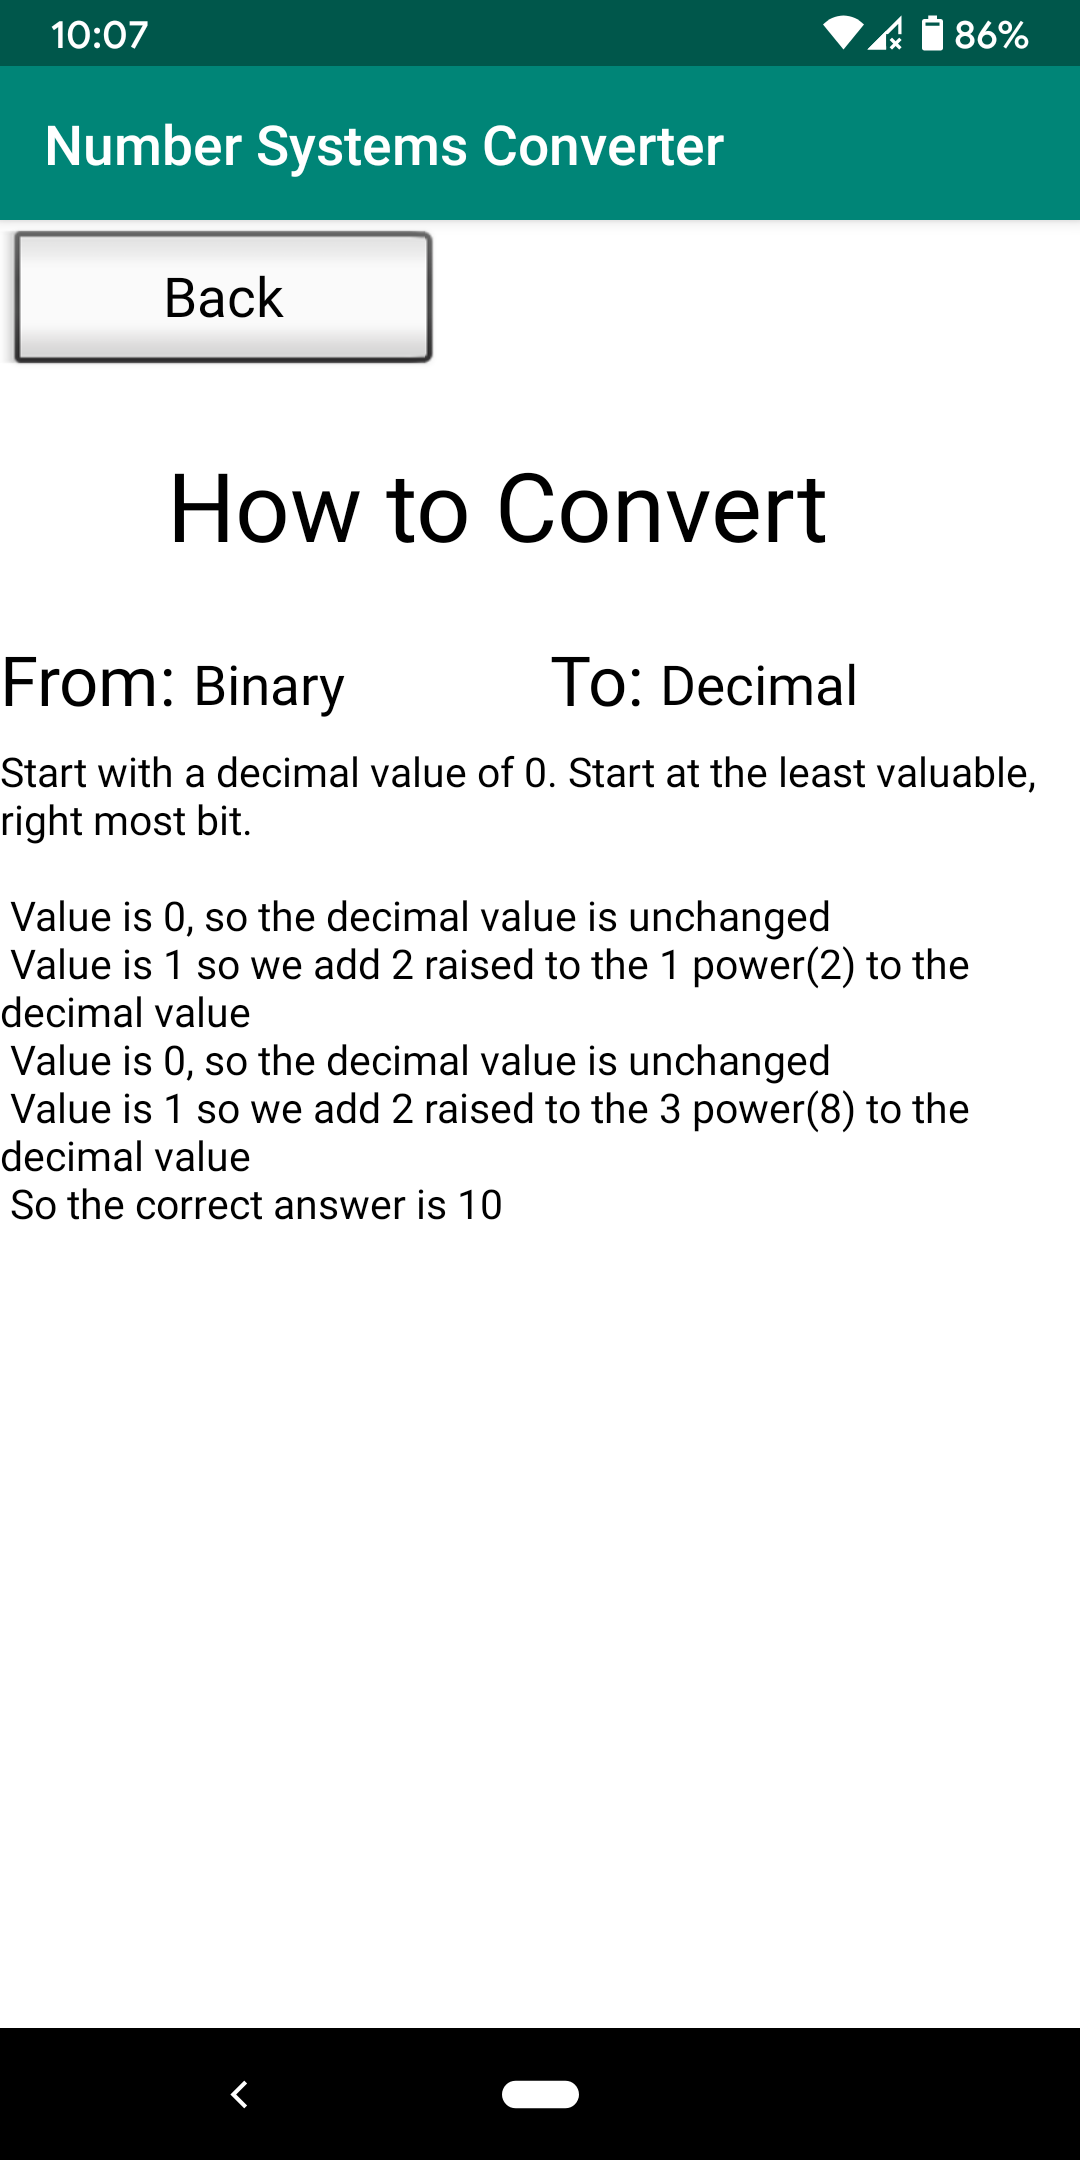 10:07 86%
Number Systems Converter
Back
How to Convert
From: Binary To: Decimal
Start with a decimal value of 0. Start at the least valuable,
right most bit.
Value is 0, so the decimal value is unchanged
Value is 1 so we add 2 raised to the 1 power(2) to the
decimal value
Value is 0, so the decimal value is unchanged
Value is 1 so we add 2 raised to the 3 power(8) to the
decimal value
So the correct answer is 10